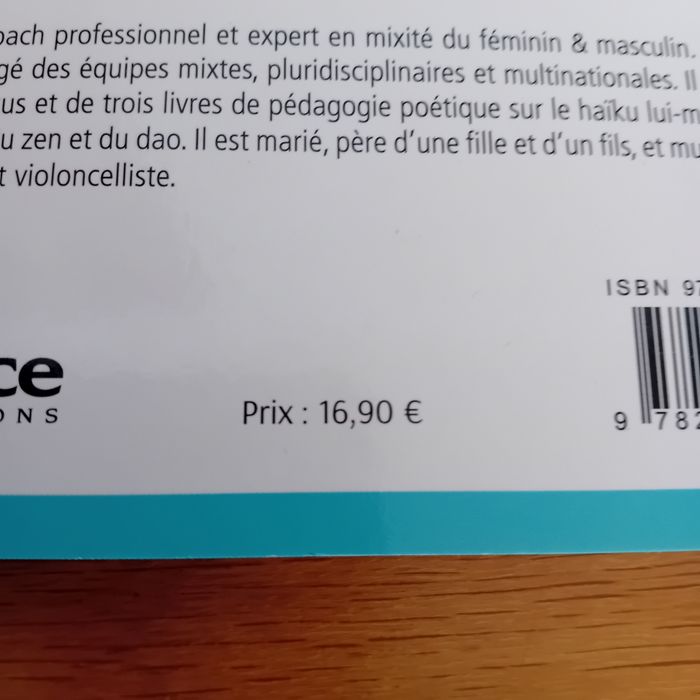 oach professionnel et expert en mixité du féminin & masculin.
gé des équipes mixtes, pluridisciplinaires et multinationales. Il
us et de trois livres de pédagogie poétique sur le haïku lui-m
u zen et du dao. Il est marié, père d'une fille et d'un fils, et mu
t violoncelliste.
ISBN 97
ce
ONS
Prix : 16,90 €
9 782